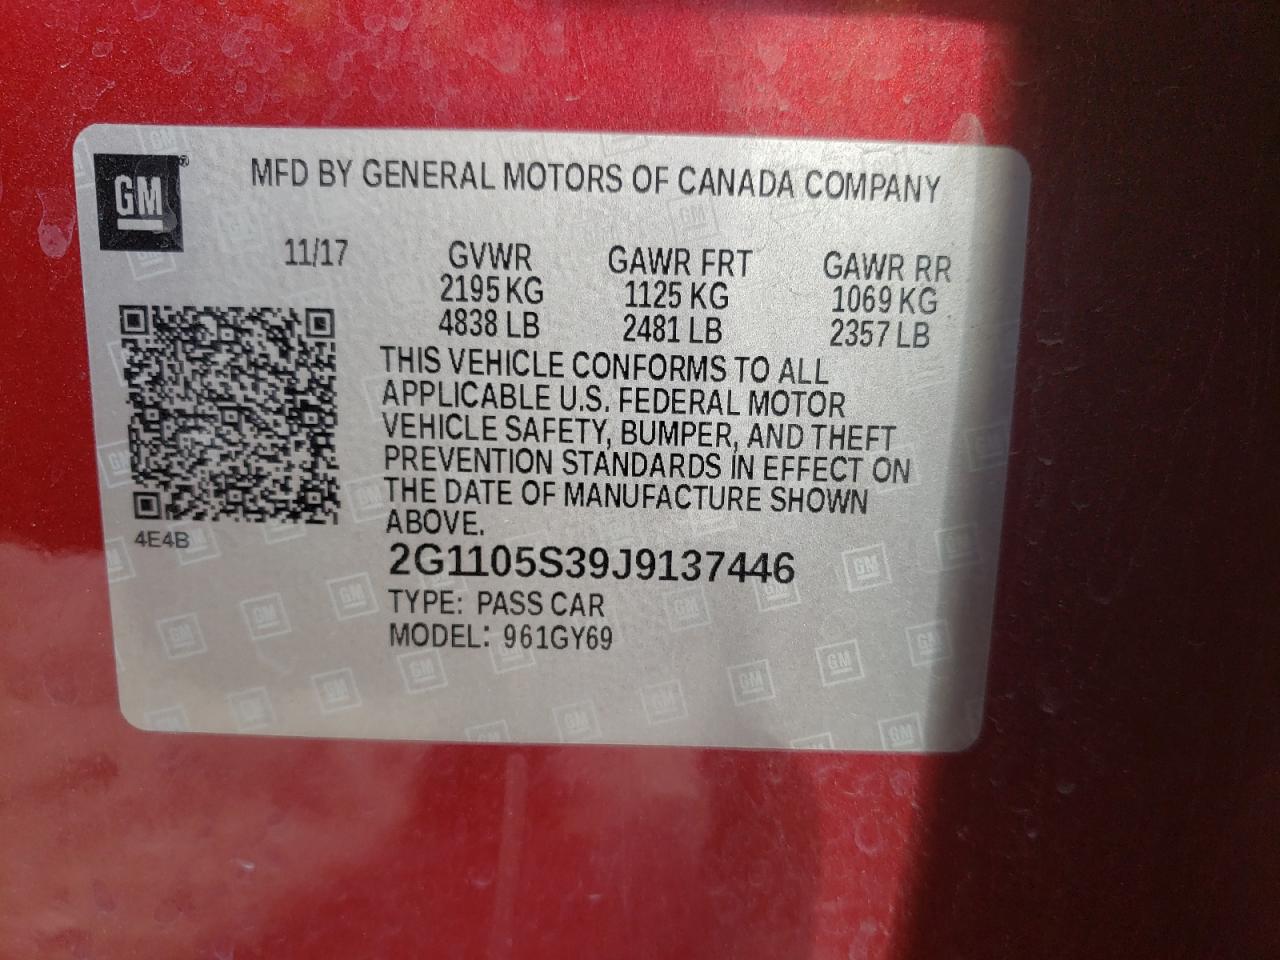 GM
MFD BY GENERAL MOTORS OF CANADA COMPANY
11/17 GVWR GAWR FRT GAWR RR
2195 KG 1125 KG 1069 KG
4838 LB 2481 LB 2357 LB
THIS VEHICLE CONFORMS TO ALL
APPLICABLE U.S. FEDERAL MOTOR
VEHICLE SAFETY, BUMPER, AND THEFT
PREVENTION STANDARDS IN EFFECT ON
THE DATE OF MANUFACTURE SHOWN
ABOVE.
4E4B
2G1105S39J9137446
TYPE: PASS CAR
MODEL: 961GY69